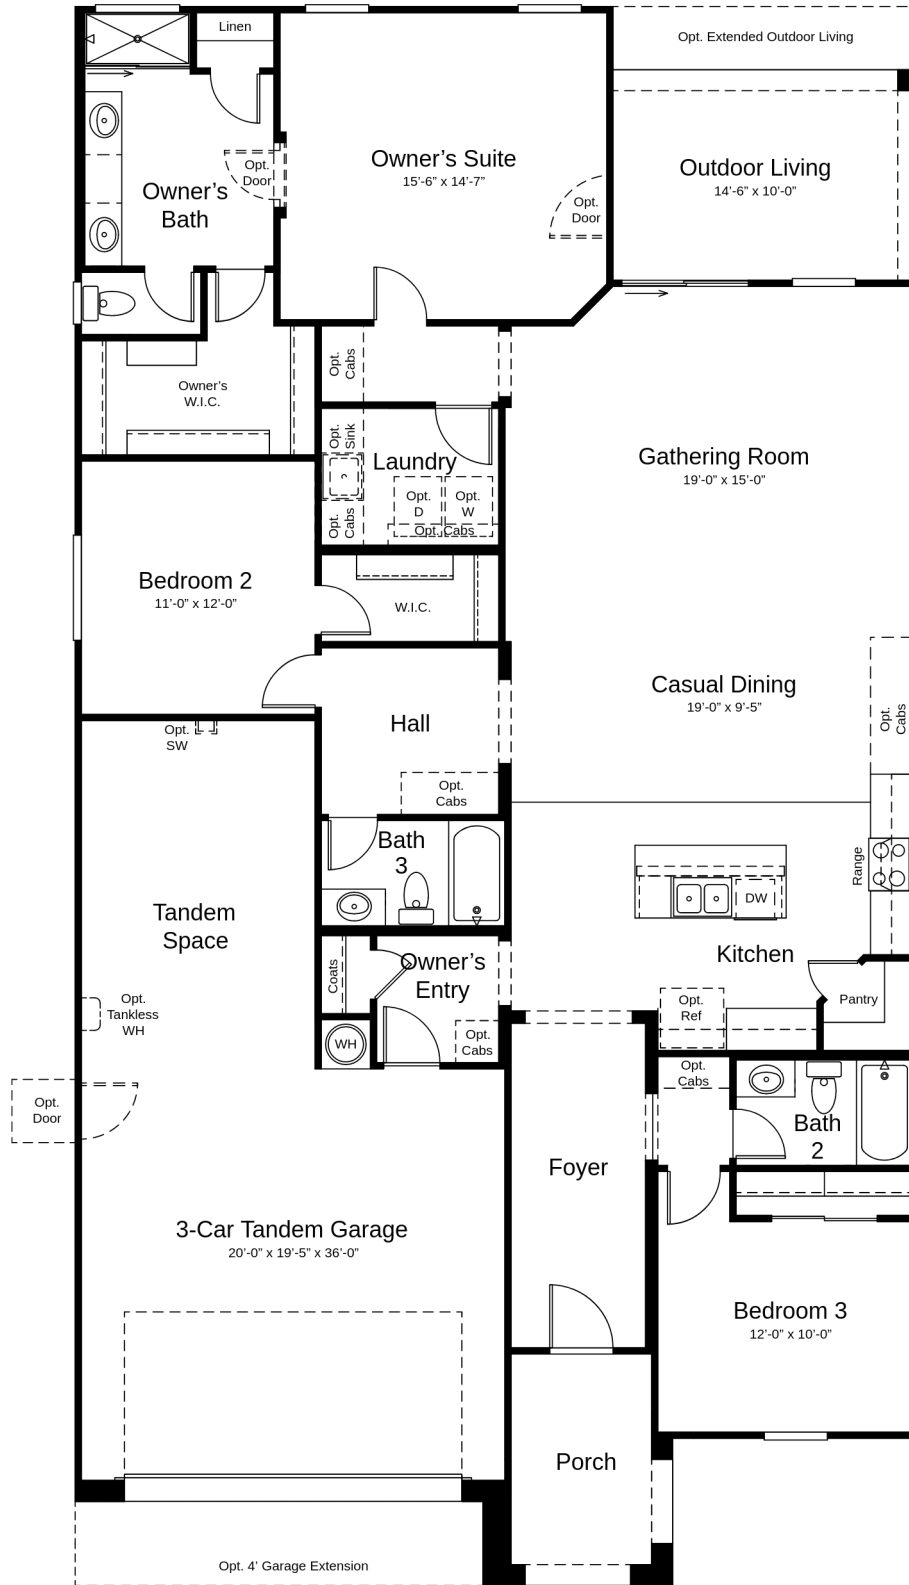 Linen
Opt. Extended Outdoor Living
Owner’s Suite
15’-6” x 14’-7”
Opt.
Door
Outdoor Living
14’-6” x 10’-0”
Owner’s
Bath
Opt.
Door
Opt.
Cabs
Owner’s
W.I.C.
Opt.
Sink
Laundry
Gathering Room
19’-0” x 15’-0”
Opt.
D
Opt.
W
Opt.
Cabs
Opt. Cabs
Bedroom 2
11’-0” x 12’-0”
W.I.C.
Casual Dining
19’-0” x 9’-5”
Opt.
Cabs
Hall
Opt.
SW
Opt.
Cabs
Bath
3
Range
DW
Tandem
Space
Kitchen
Coats
Owner’s
Entry
Opt.
Tankless
WH
Opt.
Ref
Pantry
WH
Opt.
Cabs
Opt.
Cabs
Opt.
Door
Bath
2
Foyer
3-Car Tandem Garage
20’-0” x 19’-5” x 36’-0”
Bedroom 3
12’-0” x 10’-0”
Porch
Opt. 4’ Garage Extension